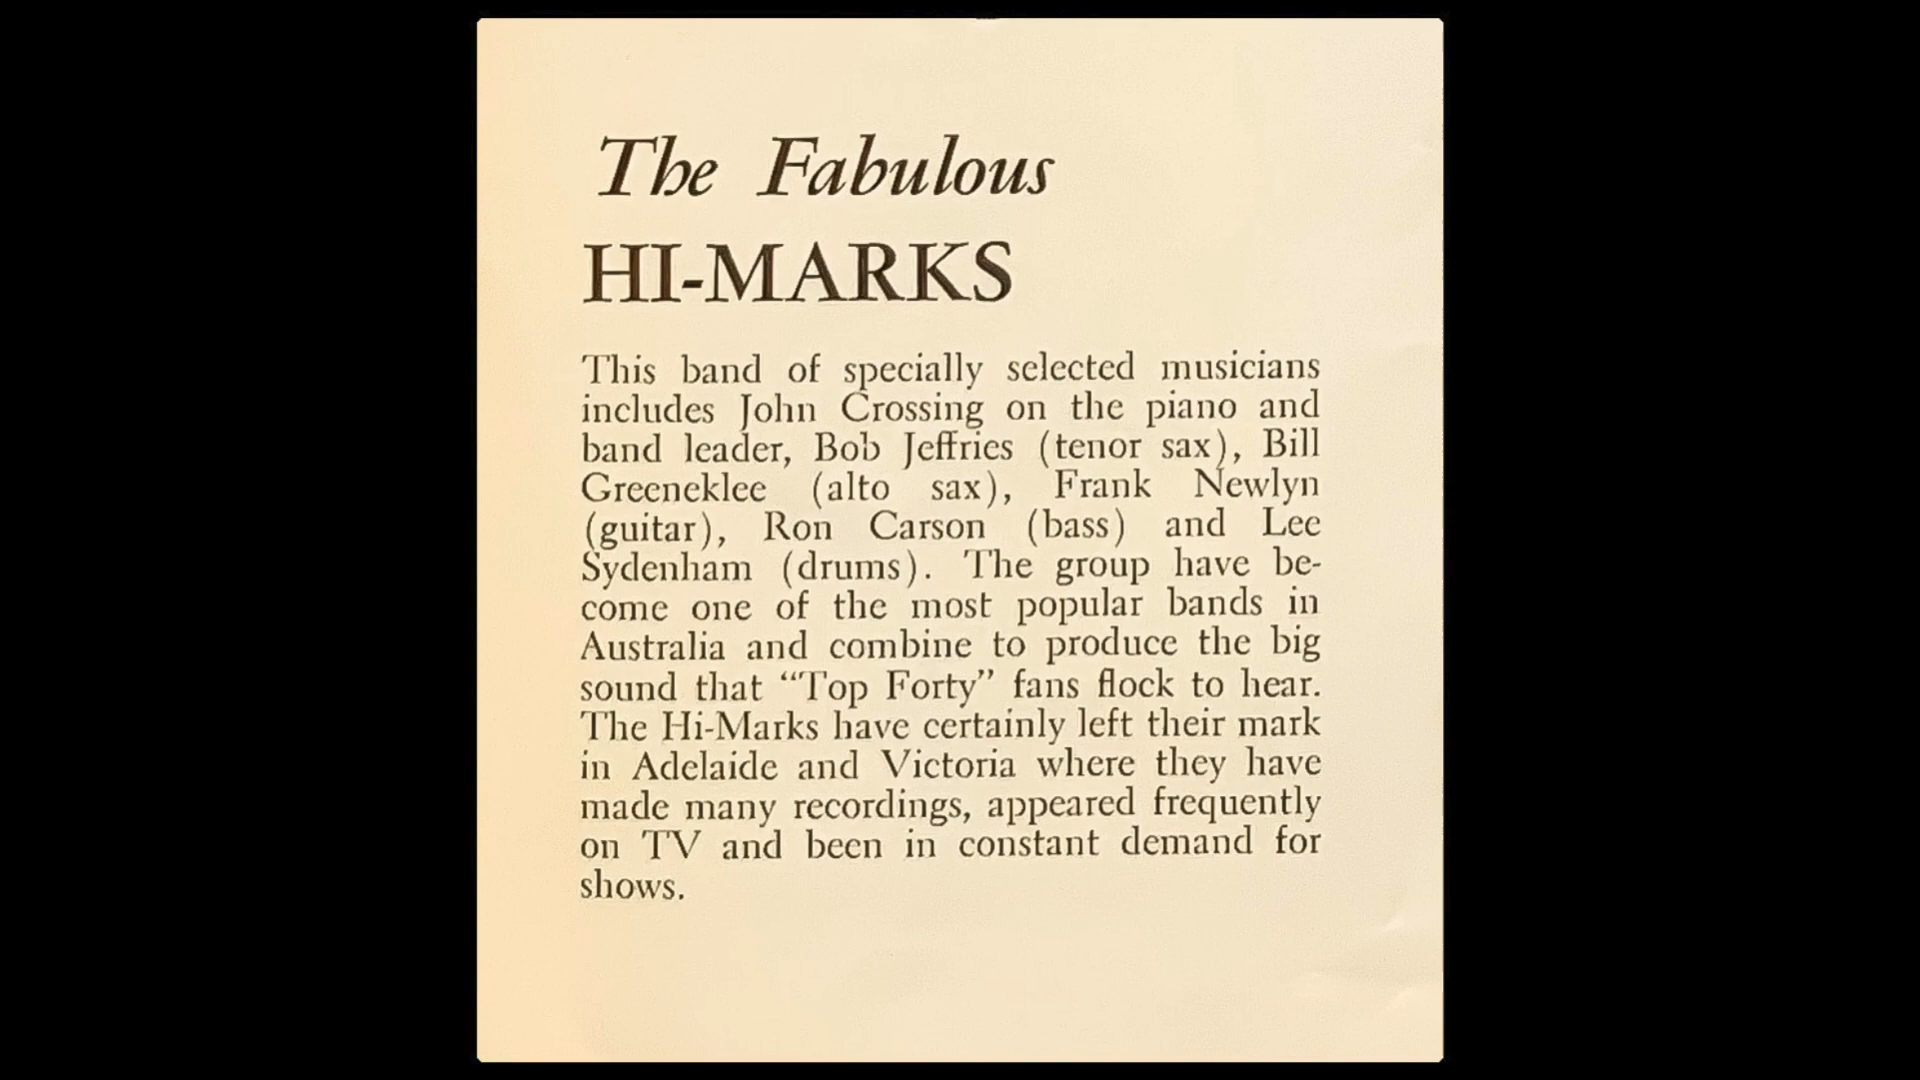 The Fabulous
HI-MARKS
This band of specially selected musicians
includes John Crossing on the piano and
band leader, Bob Jeffries (tenor sax), Bill
Greeneklee (alto sax), Frank Newlyn
(guitar), Ron Carson (bass) and Lee
Sydenham (drums). The group have be-
come one of the most popular bands in
Australia and combine to produce the big
sound that “Top Forty” fans flock to hear.
The Hi-Marks have certainly left their mark
in Adelaide and Victoria where they have
made many recordings, appeared frequently
on TV and been in constant demand for
shows.